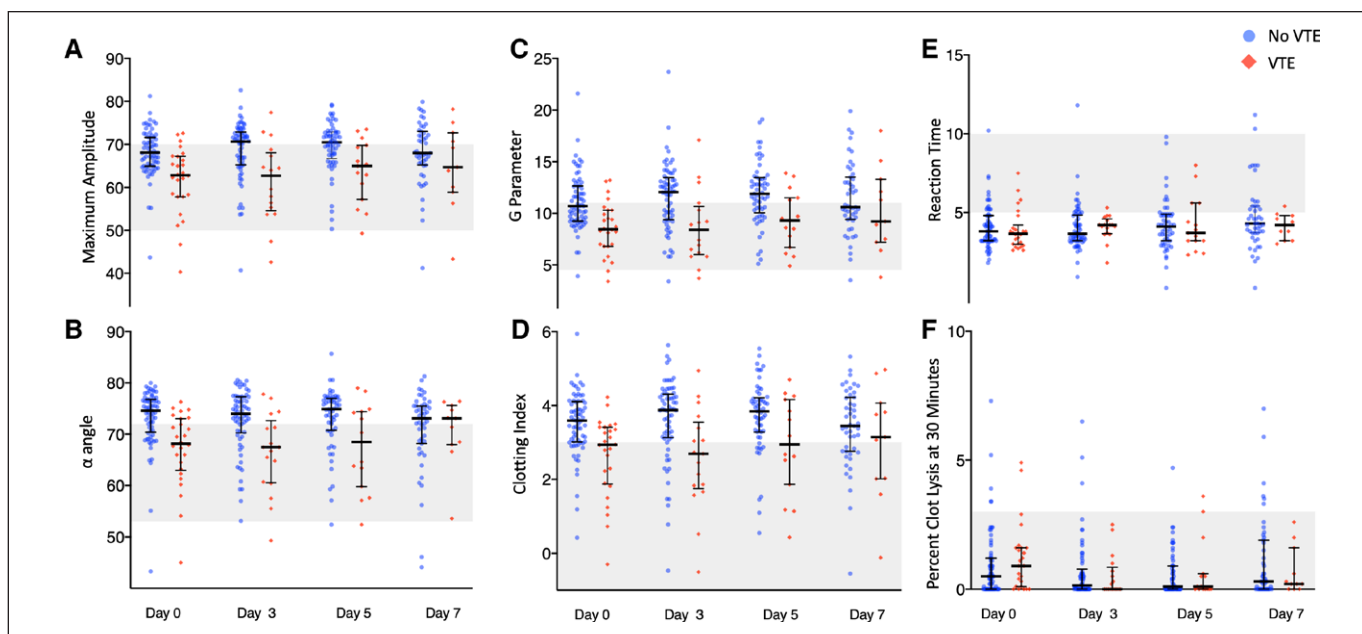 A
90
80
70
60
50
40
Maximum Amplitude
C
25
20
15
10
5
G Parameter
E
15
10
5
Reaction Time
No VTE
VTE
B
90
80
70
60
50
α angle
Day 0 Day 3 Day 5 Day 7
D
6
4
2
0
Clotting Index
Day 0 Day 3 Day 5 Day 7
F
10
5
0
Percent Clot Lysis at 30 Minutes
Day 0 Day 3 Day 5 Day 7